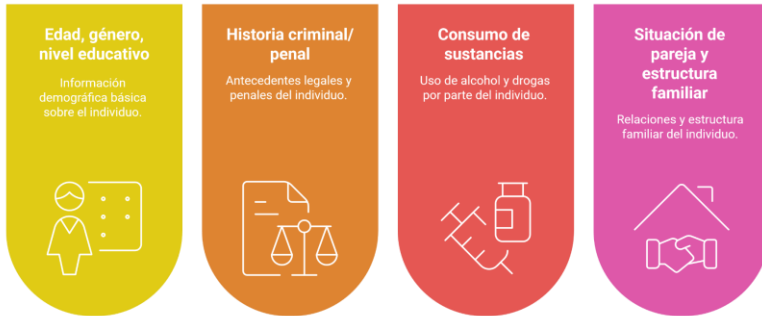 Edad, género,
nivel educativo
Información
demográfica básica
sobre el individuo.
Historia criminal/
penal
Antecedentes legales y
penales del individuo.
Consumo de
sustancias
Uso de alcohol y drogas
por parte del individuo.
Situación de
pareja y
estructura
familiar
Relaciones y estructura
familiar del individuo.